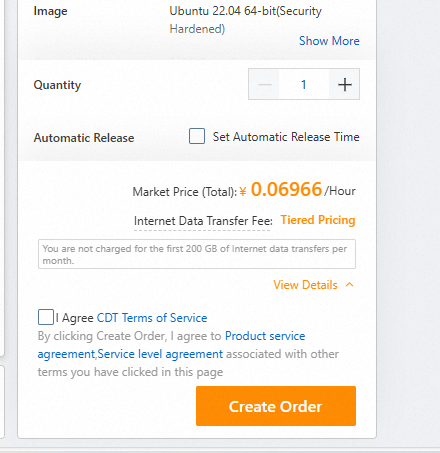 Image
Ubuntu 22.04 64-bit(Security
Hardened)
Show More
Quantity
1
Automatic Release
Set Automatic Release Time
Market Price (Total): ¥ 0.06966 /Hour
Internet Data Transfer Fee: Tiered Pricing
You are not charged for the first 200 GB of Internet data transfers per
month.
View Details
I Agree CDT Terms of Service
By clicking Create Order, I agree to Product service
agreement,Service level agreement associated with other
terms you have clicked in this page
Create Order